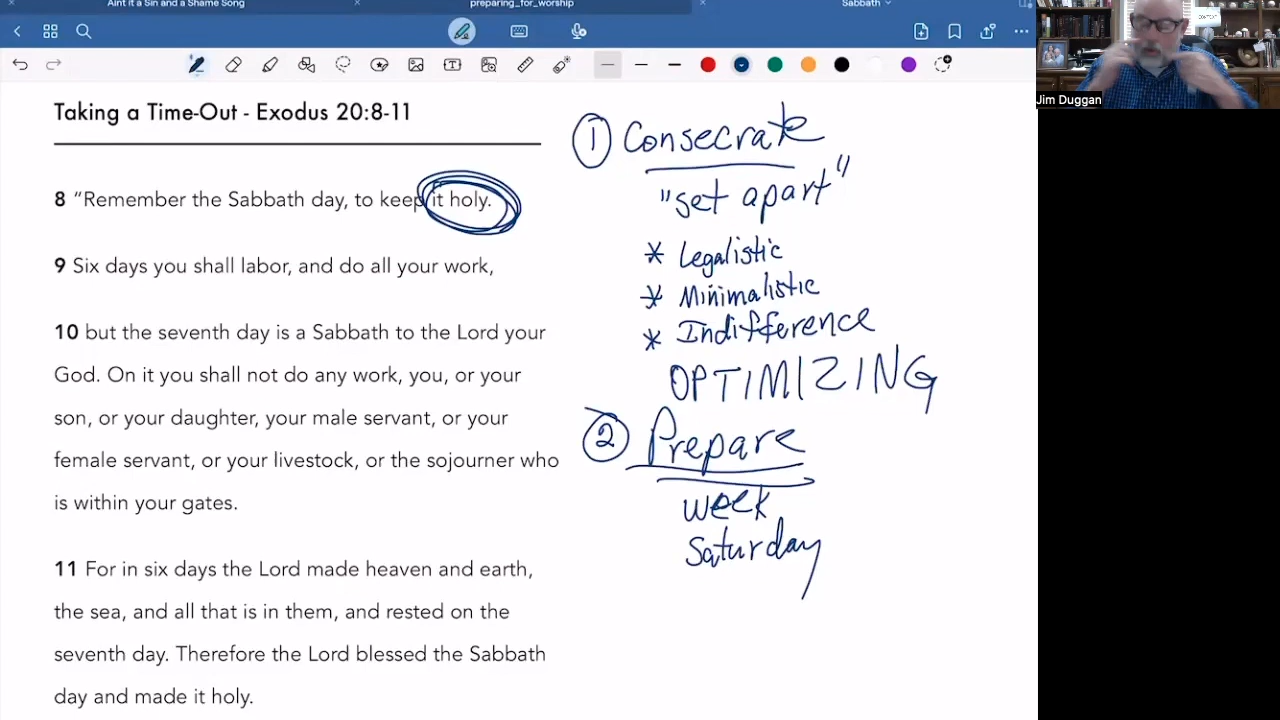 Aint it a Sin and a Shame Song
preparing_for_worship
Sabbath
CONTEXT
Jim Duggan
Taking a Time-Out - Exodus 20:8-11
8 “Remember the Sabbath day, to keep it holy.
9 Six days you shall labor, and do all your work,
10 but the seventh day is a Sabbath to the Lord your
God. On it you shall not do any work, you, or your
son, or your daughter, your male servant, or your
female servant, or your livestock, or the sojourner who
is within your gates.
11 For in six days the Lord made heaven and earth,
the sea, and all that is in them, and rested on the
seventh day. Therefore the Lord blessed the Sabbath
day and made it holy.
1 Consecrate
"set apart"
* Legalistic
* Minimalistic
* Indifference
OPTIMIZING
2 Prepare
week
Saturday